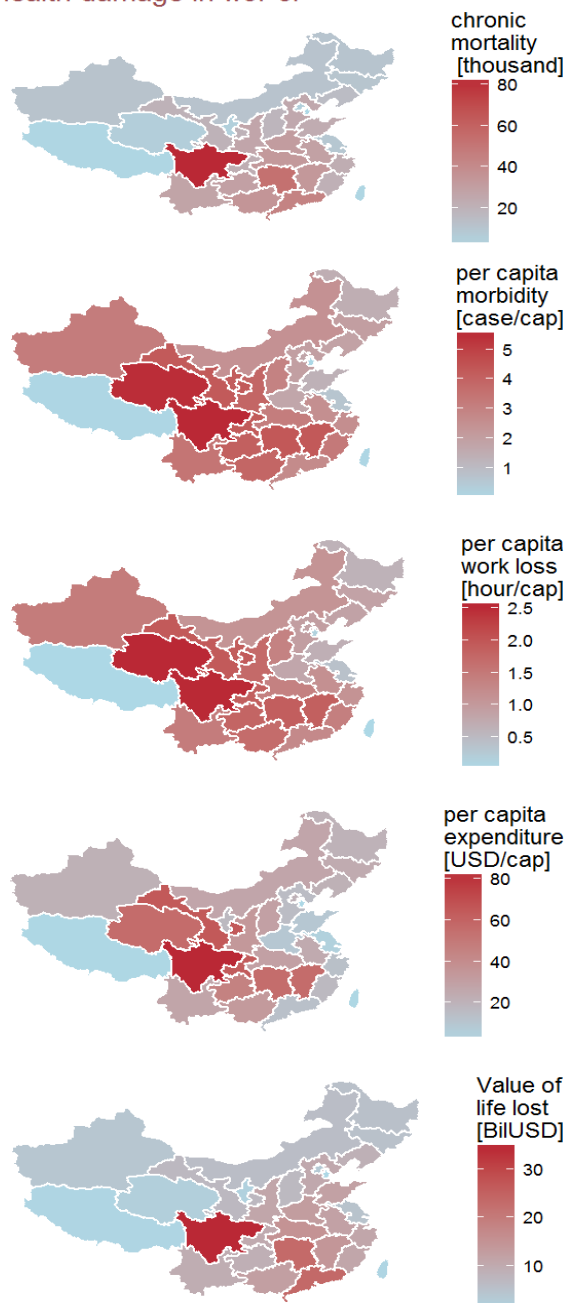 chronic
mortality
[thousand]
80
60
40
20
per capita
morbidity
[case/cap]
5
4
3
2
1
per capita
work loss
[hour/cap]
2.5
2.0
1.5
1.0
0.5
per capita
expenditure
[USD/cap]
80
60
40
20
Value of
life lost
[BilUSD]
30
20
10